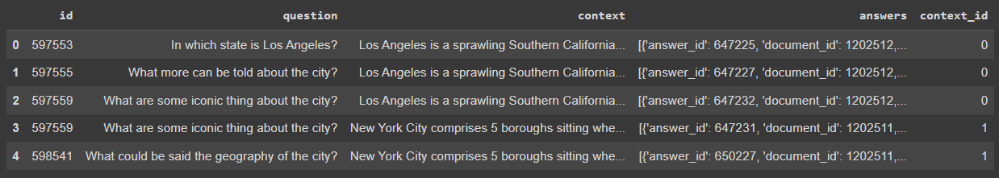 id question context answers context_id
0 597553 In which state is Los Angeles? Los Angeles is a sprawling Southern California... [{'answer_id': 647225, 'document_id': 1202512,... 0
1 597555 What more can be told about the city? Los Angeles is a sprawling Southern California... [{'answer_id': 647227, 'document_id': 1202512,... 0
2 597559 What are some iconic thing about the city? Los Angeles is a sprawling Southern California... [{'answer_id': 647232, 'document_id': 1202512,... 0
3 597559 What are some iconic thing about the city? New York City comprises 5 boroughs sitting whe... [{'answer_id': 647231, 'document_id': 1202511,... 1
4 598541 What could be said the geography of the city? New York City comprises 5 boroughs sitting whe... [{'answer_id': 650227, 'document_id': 1202511,... 1